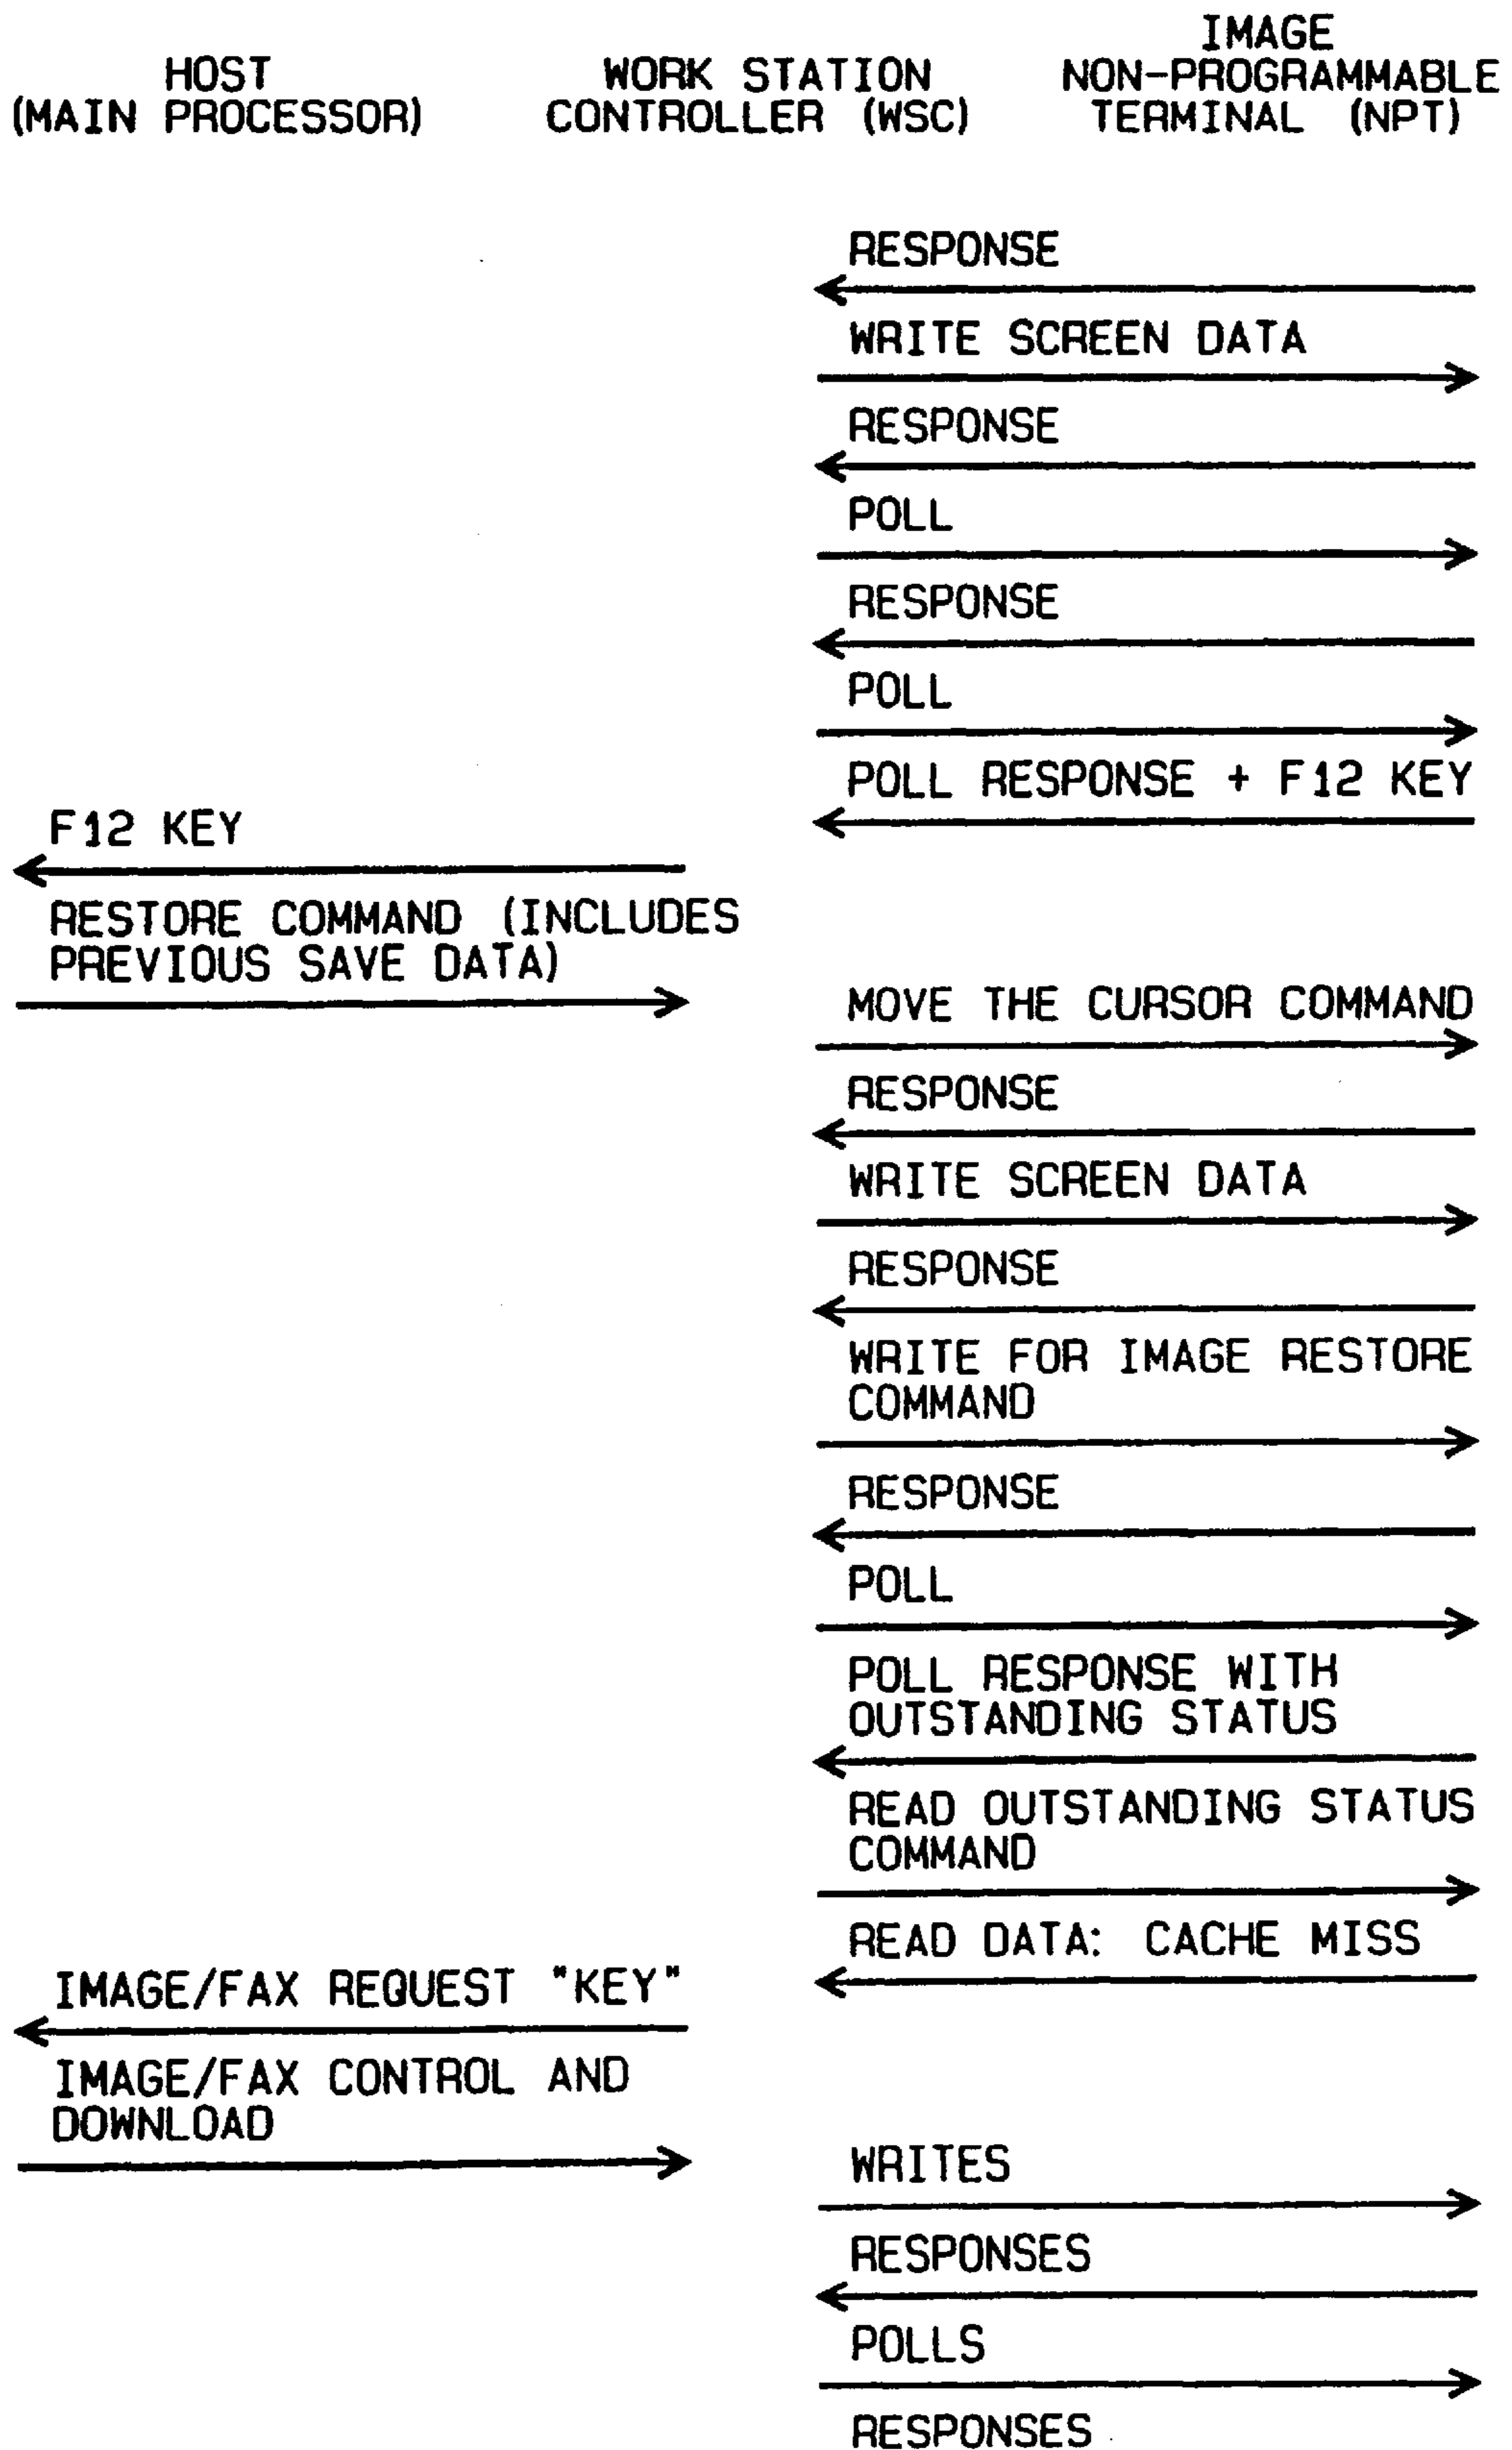 HOST
(MAIN PROCESSOR)
WORK STATION
CONTROLLER (WSC)
IMAGE
NON-PROGRAMMABLE
TERMINAL (NPT)
RESPONSE
WRITE SCREEN DATA
RESPONSE
POLL
RESPONSE
POLL
POLL RESPONSE + F12 KEY
F12 KEY
RESTORE COMMAND (INCLUDES
PREVIOUS SAVE DATA)
MOVE THE CURSOR COMMAND
RESPONSE
WRITE SCREEN DATA
RESPONSE
WRITE FOR IMAGE RESTORE
COMMAND
RESPONSE
POLL
POLL RESPONSE WITH
OUTSTANDING STATUS
READ OUTSTANDING STATUS
COMMAND
READ DATA: CACHE MISS
IMAGE/FAX REQUEST "KEY"
IMAGE/FAX CONTROL AND
DOWNLOAD
WRITES
RESPONSES
POLLS
RESPONSES